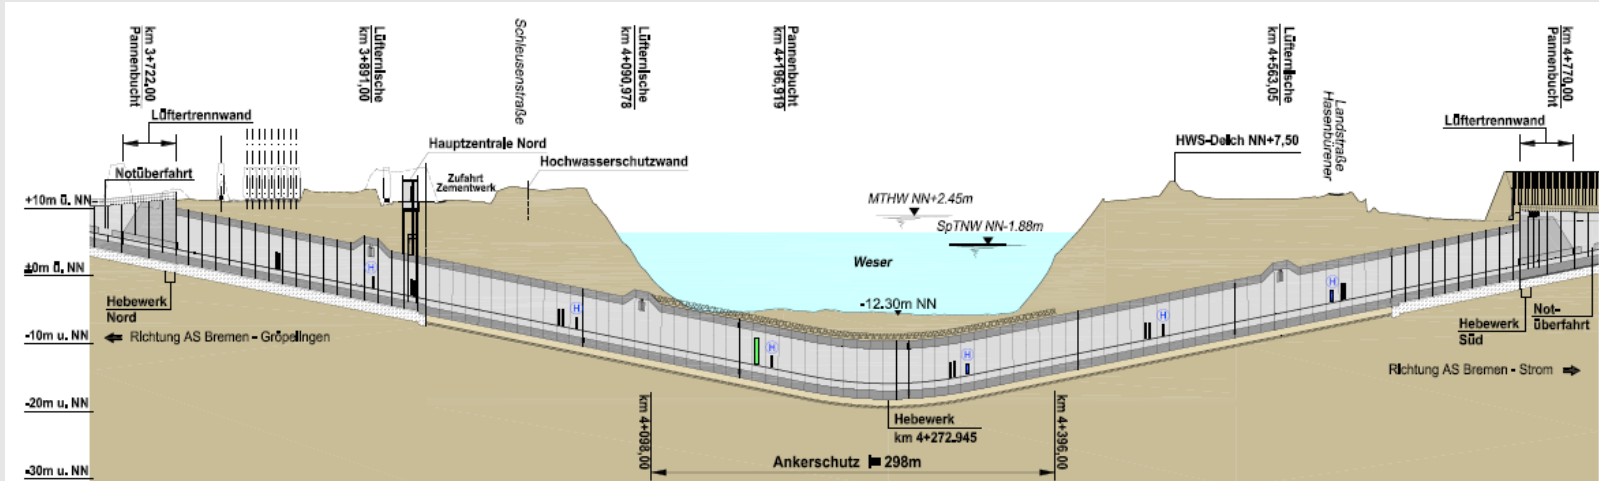 km 3+722,00
Pannenbucht
Lüfternische
km 3+891,00
Schleusenstraße
Lüfternische
km 4+090,978
Pannenbucht
km 4+196,919
Lüfternische
km 4+563,05
Landstraße
Hasenbürener
km 4+770,00
Pannenbucht
Lüftertrennwand
Notüberfahrt
Hauptzentrale Nord
Zufahrt
Zementwerk
Hochwasserschutzwand
HWS-Deich NN+7,50
Lüftertrennwand
MTHW NN+2.45m
SpTNW NN-1.88m
Weser
-12.30m NN
+10m ü. NN
±0m ü. NN
-10m u. NN
-20m u. NN
-30m u. NN
H
H
H
H
H
H
Hebewerk
Nord
Richtung AS Bremen - Gröpelingen
Hebewerk
Süd
Not-
überfahrt
Richtung AS Bremen - Strom
km 4+098,00
Hebewerk
km 4+272.945
km 4+396,00
Ankerschutz
298m